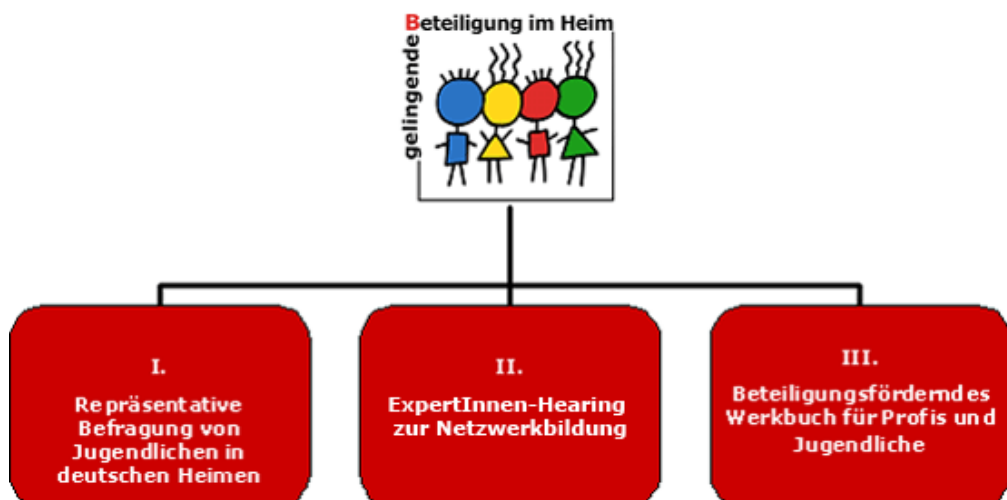 Beteiligung im Heim
gelingende
I.
Repräsentative
Befragung von
Jugendlichen in
deutschen Heimen
II.
ExpertInnen-Hearing
zur Netzwerkbildung
III.
Beteiligungsförderndes
Werkbuch für Profis und
Jugendliche